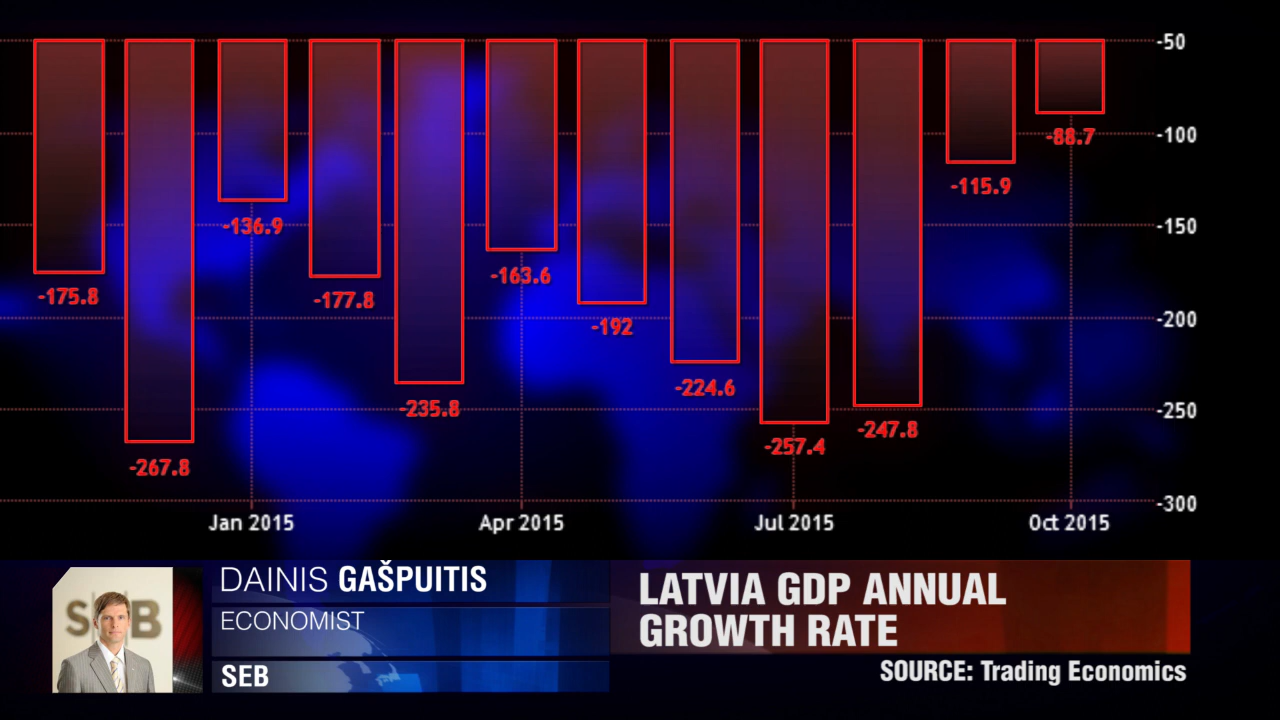 -50
-100
-150
-200
-250
-300
-175.8
-267.8
-136.9
-177.8
-235.8
-163.6
-192
-224.6
-257.4
-247.8
-115.9
-88.7
Jan 2015
Apr 2015
Jul 2015
Oct 2015
SEB
DAINIS GAŠPUITIS
ECONOMIST
SEB
LATVIA GDP ANNUAL
GROWTH RATE
SOURCE: Trading Economics